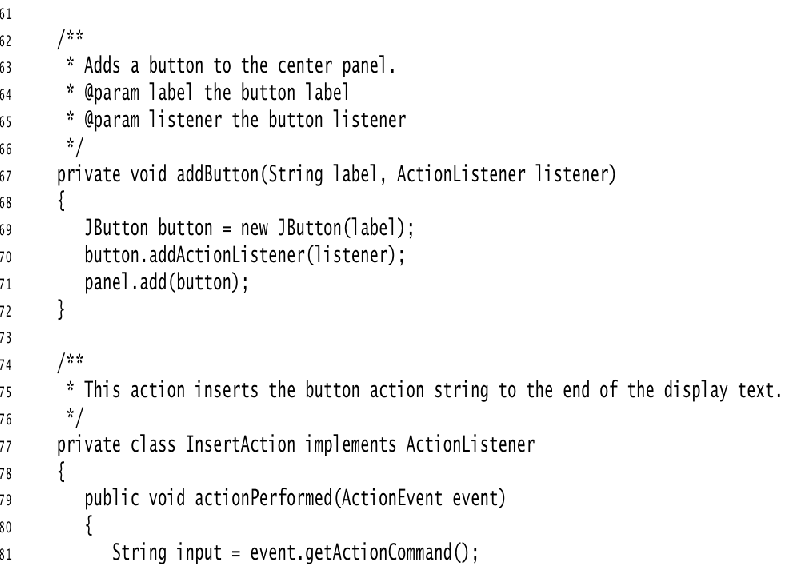 61
62 /**
63 * Adds a button to the center panel.
64 * @param label the button label
65 * @param listener the button listener
66 */
67 private void addButton(String label, ActionListener listener)
68 {
69 JButton button = new JButton(label);
70 button.addActionListener(listener);
71 panel.add(button);
72 }
73
74 /**
75 * This action inserts the button action string to the end of the display text.
76 */
77 private class InsertAction implements ActionListener
78 {
79 public void actionPerformed(ActionEvent event)
80 {
81 String input = event.getActionCommand();